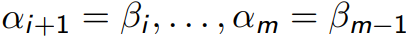 α_{i+1} = β_i, …, α_m = β_{m−1}